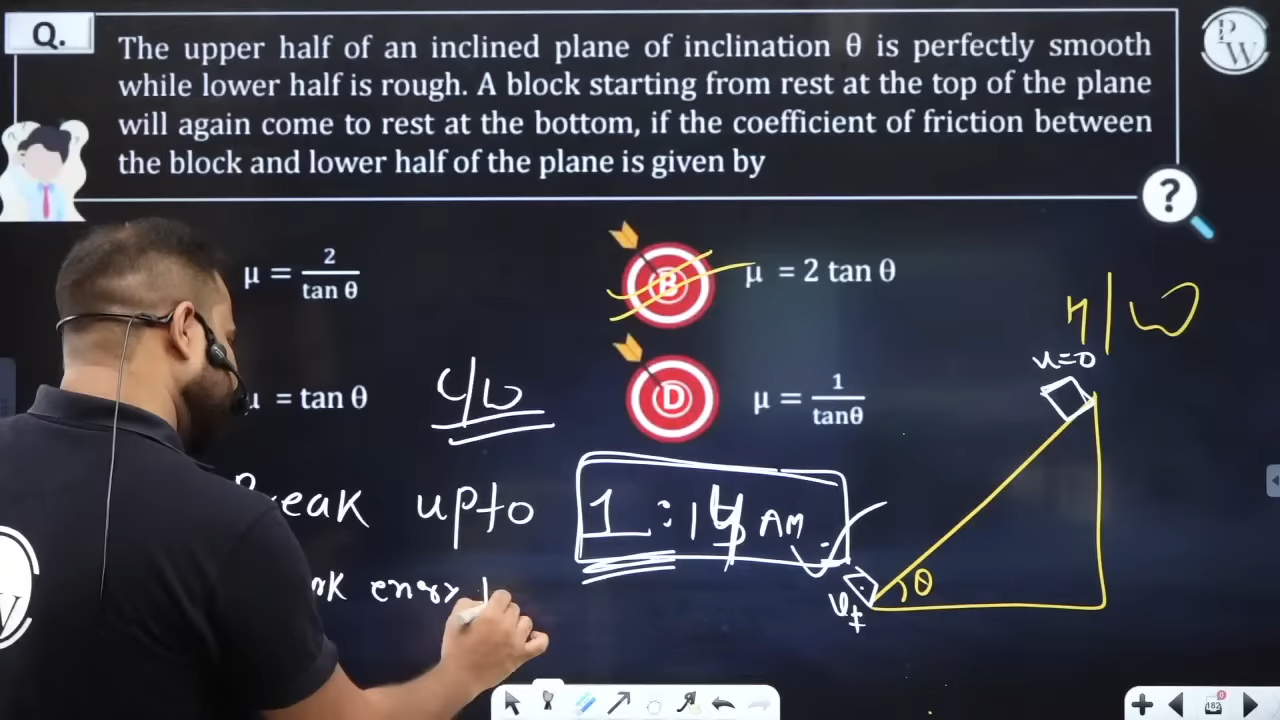 Q.
The upper half of an inclined plane of inclination θ is perfectly smooth
while lower half is rough. A block starting from rest at the top of the plane
will again come to rest at the bottom, if the coefficient of friction between
the block and lower half of the plane is given by
PW
?
μ = 2/tan θ
B μ = 2 tan θ
μ = tan θ
D μ = 1/tanθ
u=0
upto
1 : 14 AM
θ
182